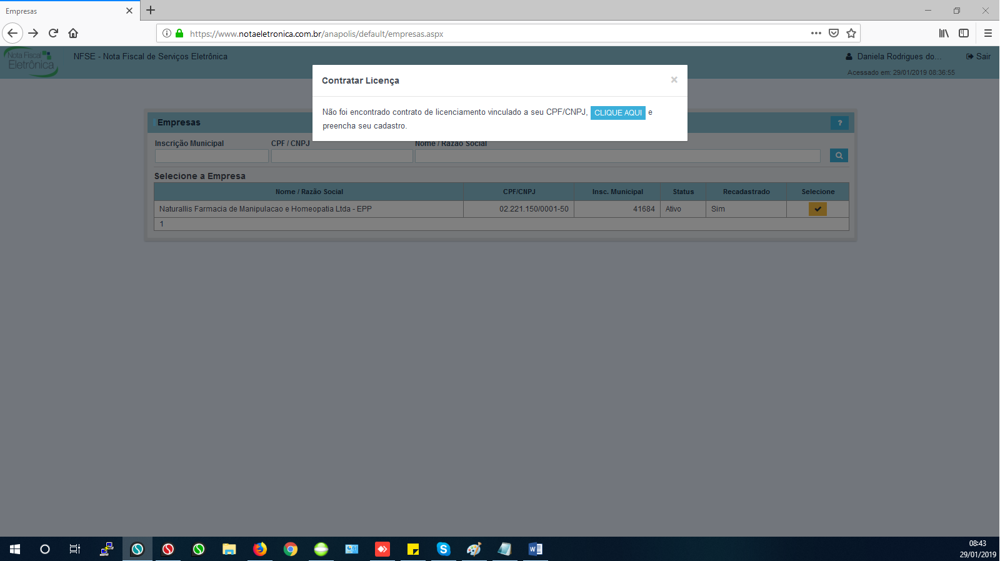 Empresas
https://www.notaeletronica.com.br/anapolis/default/empresas.aspx
Nota Fiscal
Eletrônica
NFSE - Nota Fiscal de Serviços Eletrônica
Daniela Rodrigues do...
Sair
Acessado em: 29/01/2019 08:36:55
Contratar Licença
×
Não foi encontrado contrato de licenciamento vinculado a seu CPF/CNPJ, CLIQUE AQUI e
preencha seu cadastro.
Empresas
?
Inscrição Municipal CPF / CNPJ Nome / Razão Social
Selecione a Empresa
Nome / Razão Social CPF/CNPJ Insc. Municipal Status Recadastrado Selecione
Naturallis Farmacia de Manipulacao e Homeopatia Ltda - EPP 02.221.150/0001-50 41684 Ativo Sim
1
08:43
29/01/2019